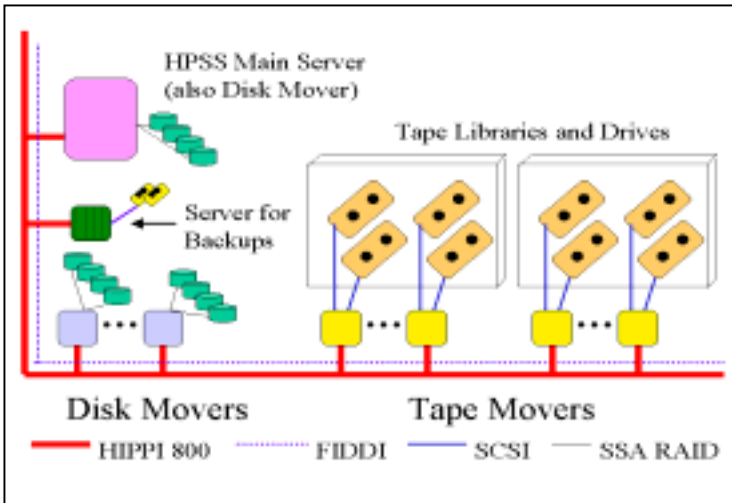 HPSS Main Server
(also Disk Mover)
Tape Libraries and Drives
Server for
Backups
Disk Movers
Tape Movers
HIPPI 800
FIDDI
SCSI
SSA RAID